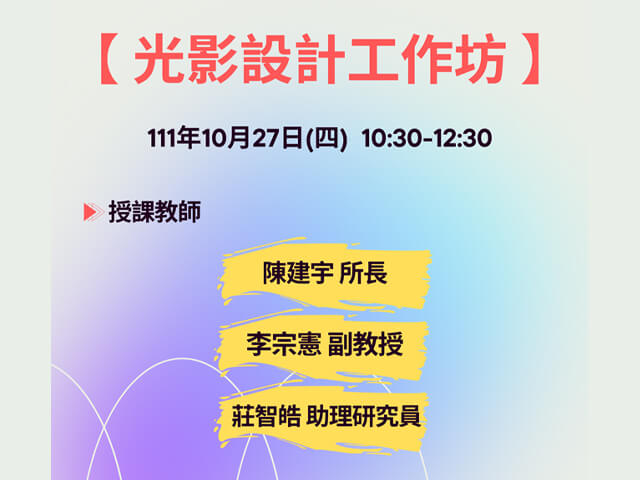 【光影設計工作坊】
111年10月27日(四) 10:30-12:30
授課教師
陳建宇 所長
李宗憲 副教授
莊智皓 助理研究員